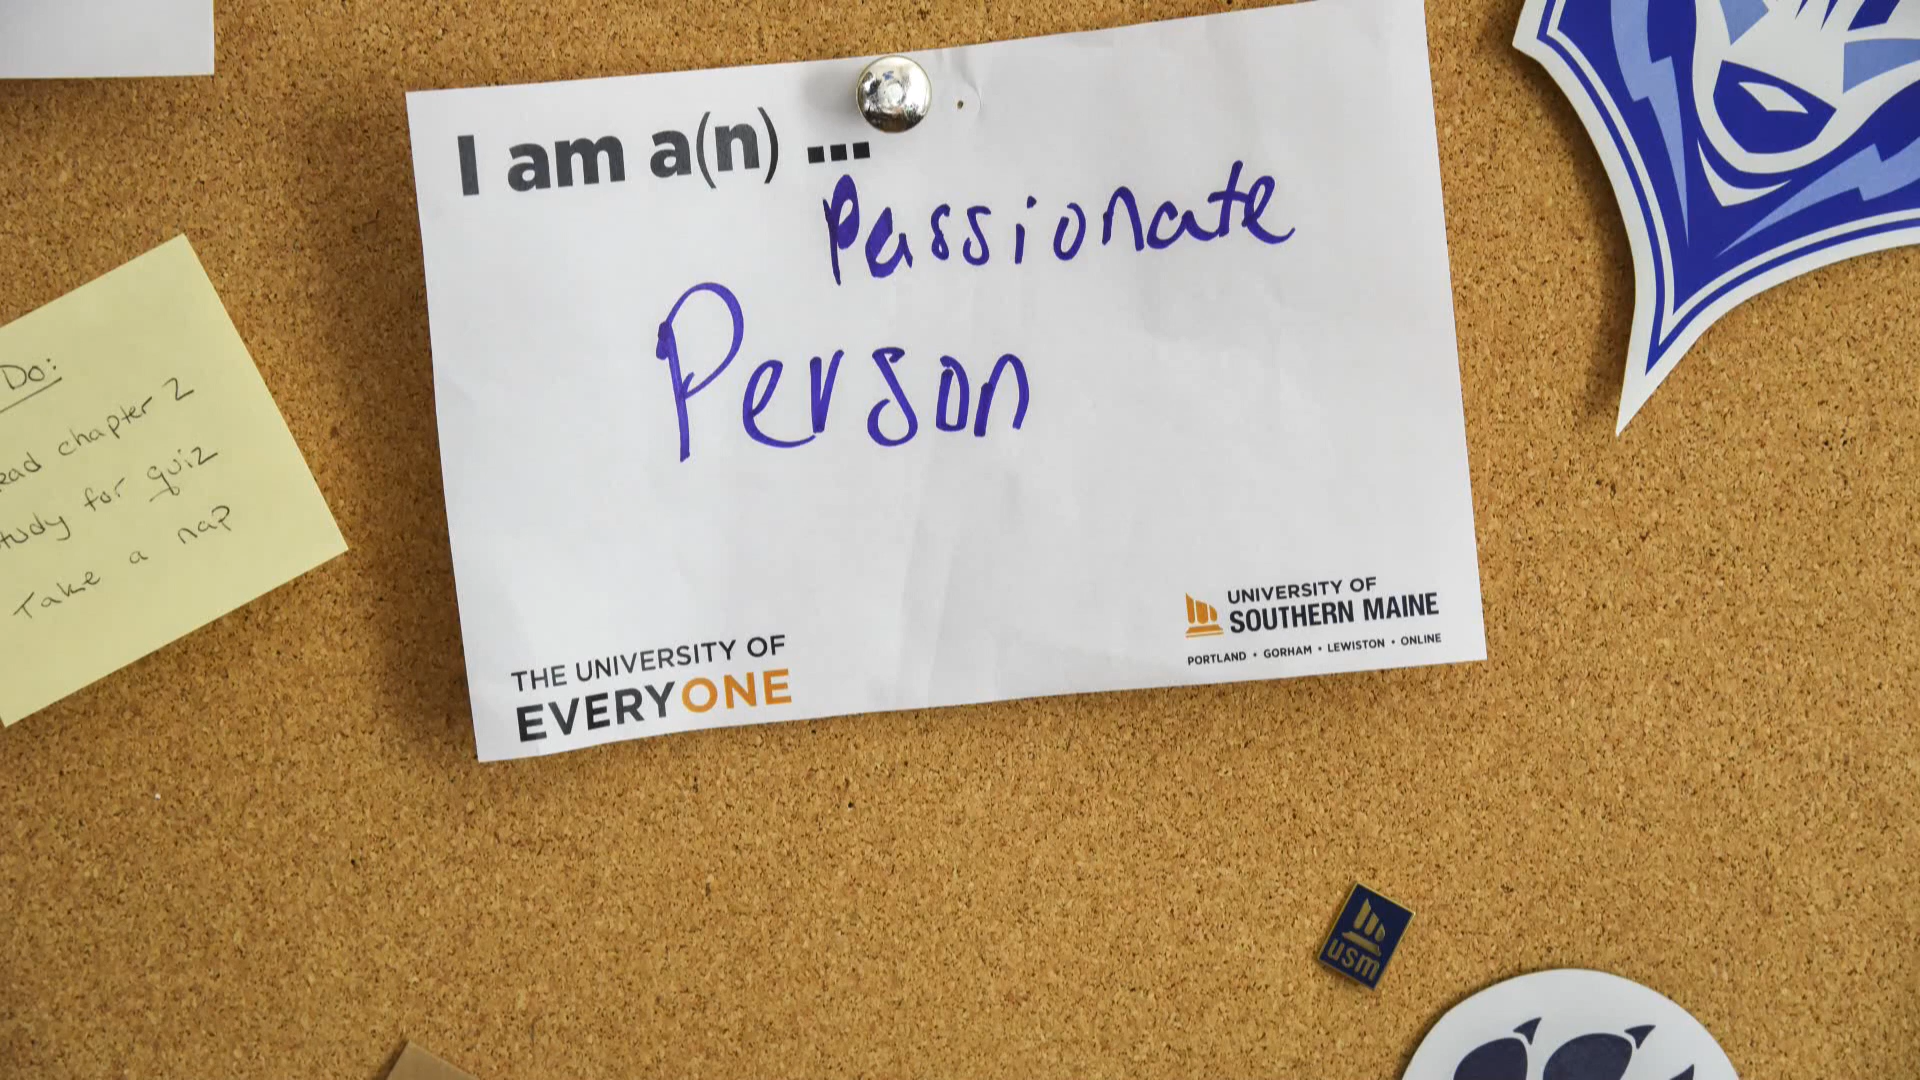 I am a(n) ...
Passionate
Person
THE UNIVERSITY OF
EVERYONE
UNIVERSITY OF
SOUTHERN MAINE
PORTLAND • GORHAM • LEWISTON • ONLINE
Do:
chapter 2
for quiz
Take a nap
usm